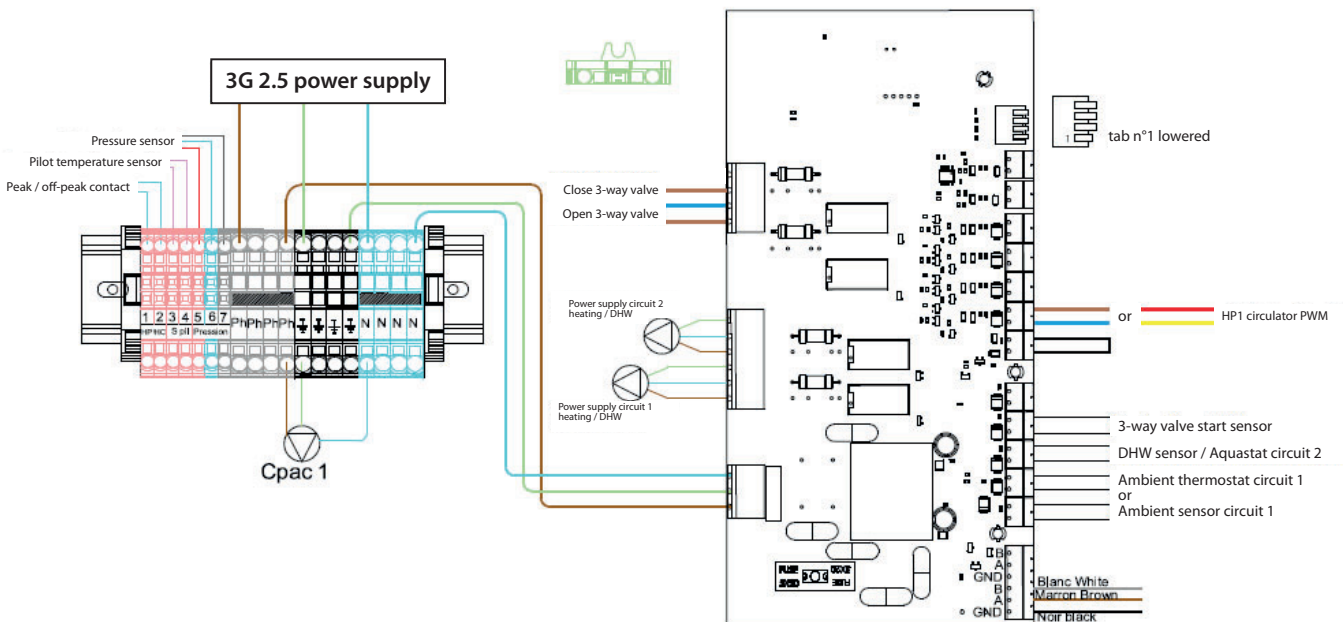 3G 2.5 power supply
Pressure sensor
Pilot temperature sensor
Peak / off-peak contact
1 2 3 4 5 6 7 Ph Ph Ph Ph N N N N
HP HC S pil Pression
Cpac 1
Close 3-way valve
Open 3-way valve
Power supply circuit 2
heating / DHW
Power supply circuit 1
heating / DHW
1
tab n°1 lowered
or
HP1 circulator PWM
3-way valve start sensor
DHW sensor / Aquastat circuit 2
Ambient thermostat circuit 1
or
Ambient sensor circuit 1
B
A
GND
B
A
GND
Blanc White
Marron Brown
Noir black